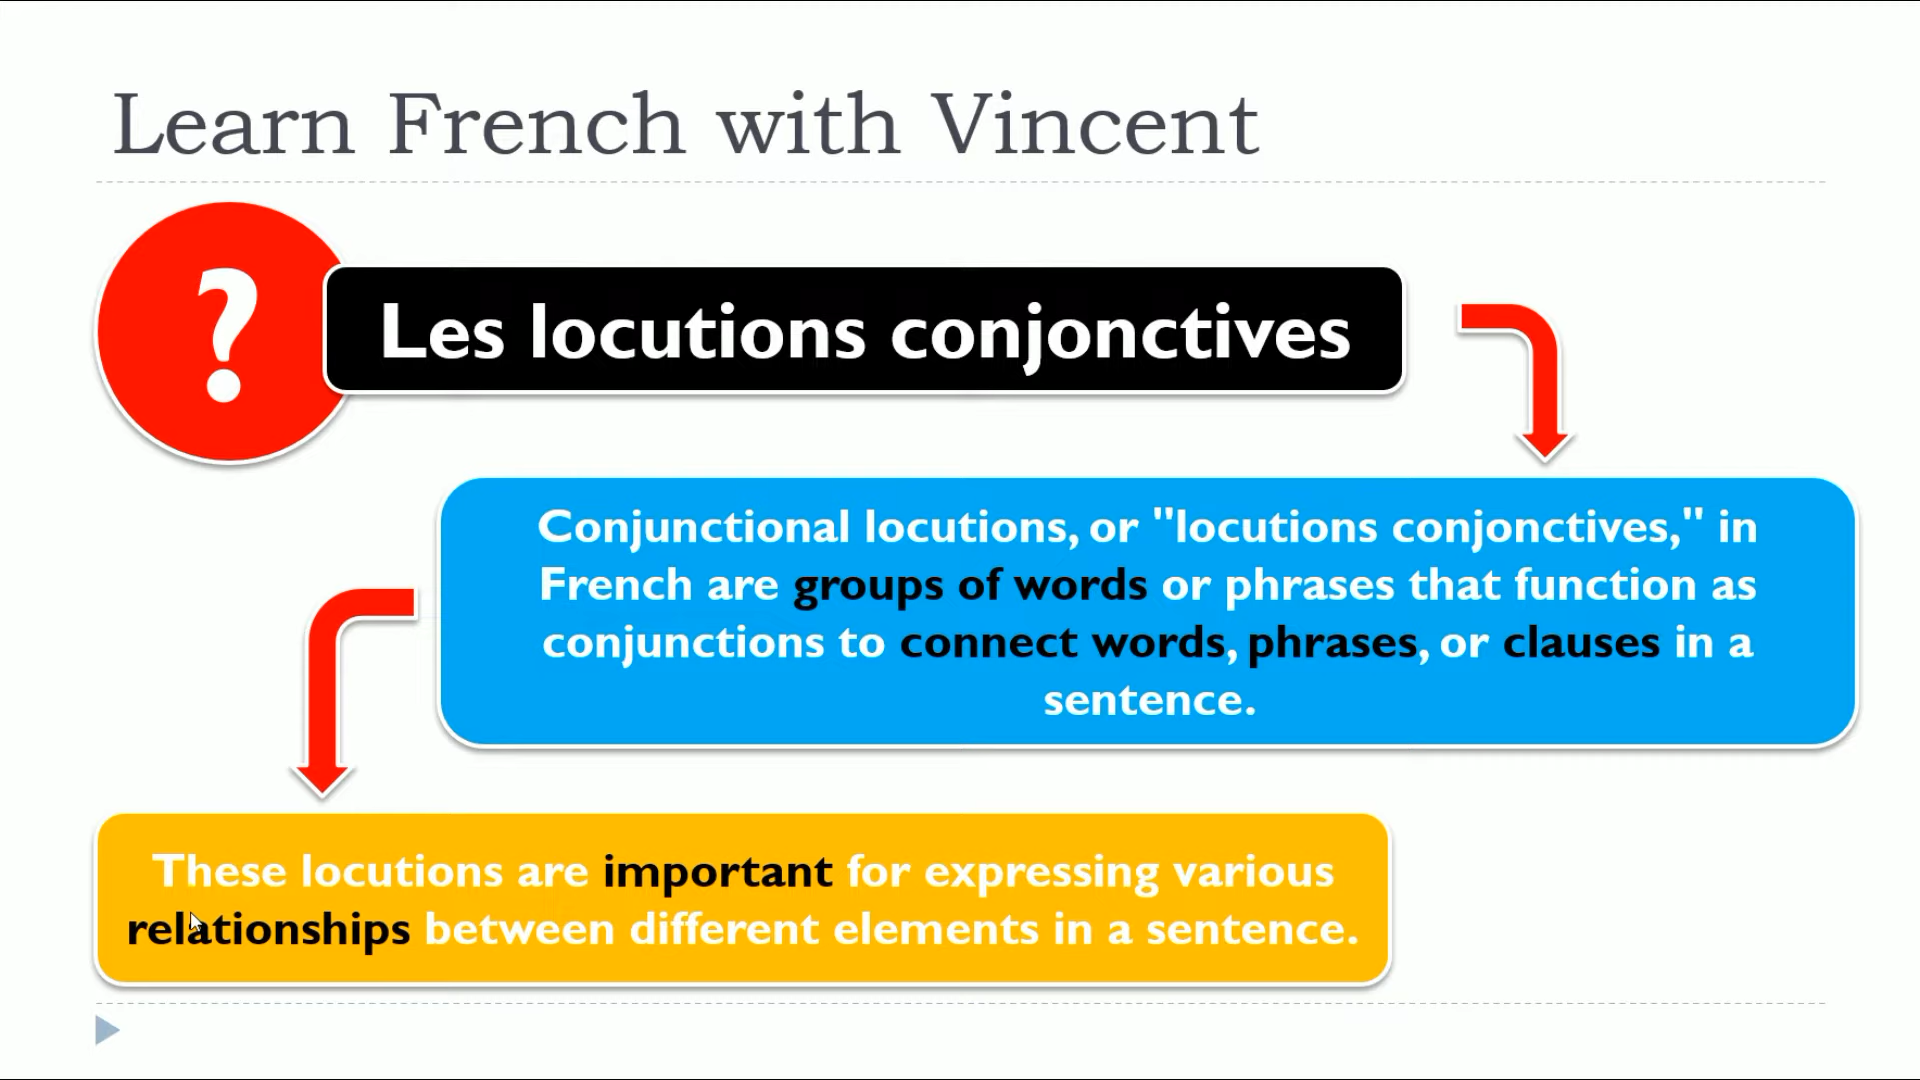 Learn French with Vincent
?
Les locutions conjonctives
Conjunctional locutions, or "locutions conjonctives," in
French are groups of words or phrases that function as
conjunctions to connect words, phrases, or clauses in a
sentence.
These locutions are important for expressing various
relationships between different elements in a sentence.